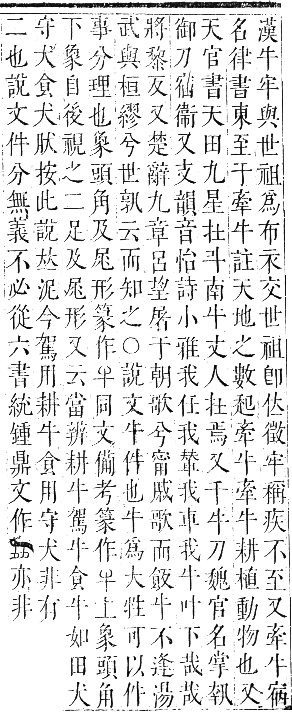 漢牛牢與世祖爲布衣交世祖卽位徵牢稱疾不至又牽牛宿
名律書東至于牽牛註天地之數起牽牛牽牛耕植動物也又
天官書天田九星在斗南牛丈人在焉又千牛刀魏官名掌執
御刀宿衞又支韻音怡詩小雅我任我輦我車我牛叶下哉哉
將黎反又楚辭九章呂望屠于朝歌兮甯戚歌而飯牛不逢湯
武與桓繆兮世孰云而知之○說文牛件也牛爲大牲可以件
事分理也象頭角及尾形篆作半同文備考篆作半上象頭角
下象自後視之二足及尾形又云當辨耕牛駕牛食牛如田犬
守犬食犬狀按此說太泥今駕用耕牛食用守犬非有
二也說文件分無義不必從六書統鍾鼎文作亦非